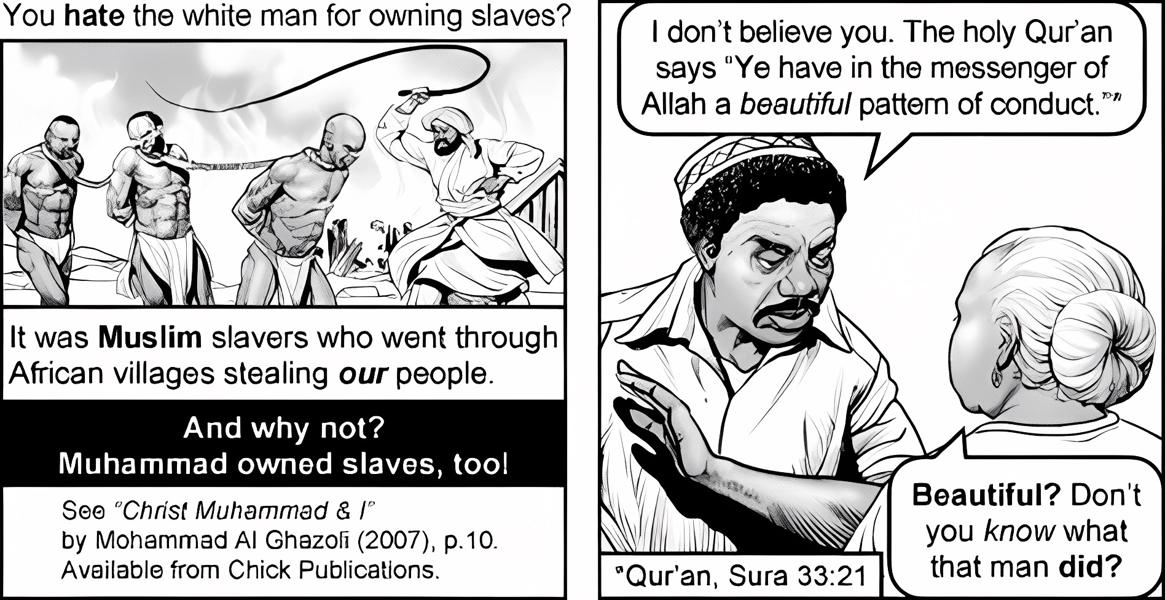 You hate the white man for owning slaves?
It was Muslim slavers who went through
African villages stealing our people.
And why not?
Muhammad owned slaves, too!
See "Christ Muhammad & I"
by Mohammad Al Ghazoli (2007), p.10.
Available from Chick Publications.
I don't believe you. The holy Qur'an
says "Ye have in the messenger of
Allah a beautiful pattern of conduct."*
Beautiful? Don't
you know what
that man did?
*Qur'an, Sura 33:21